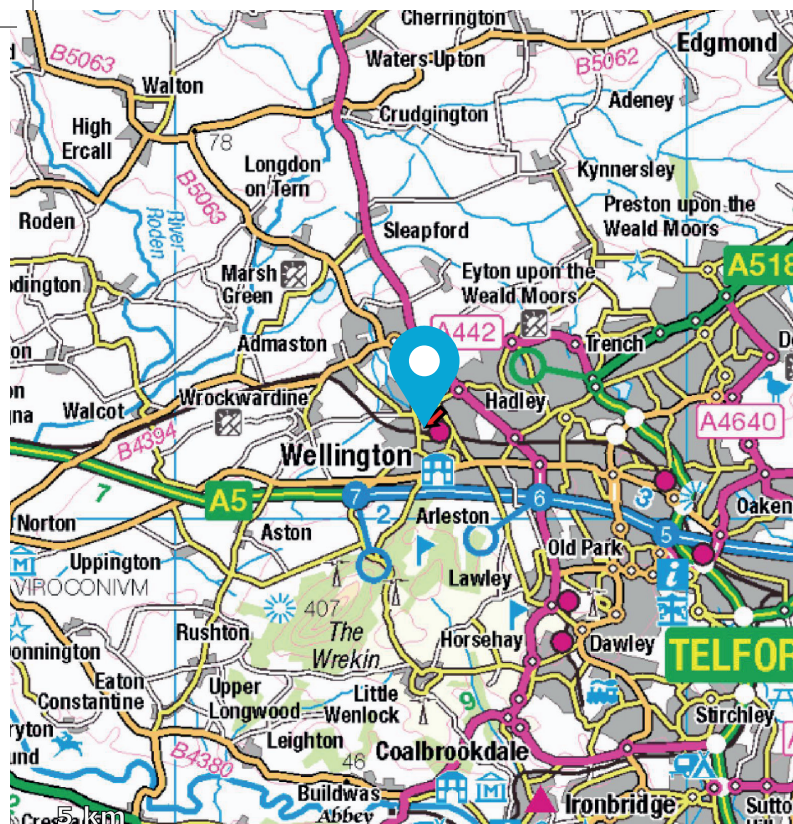 Cherrington
Edgmond
B5063
Waters Upton
B5062
Walton
Adeney
Crudgington
High
Ercall
78
Longdon
on Tern
Kynnersley
B5063
Preston upon the
Weald Moors
Roden
River
Roden
Sleapford
A518
Marsh
Green
Eyton upon the
Weald Moors
Admaston
A442
Trench
Walcot
Wrockwardine
Hadley
A4640
B4394
Wellington
7
A5
7
2
6
3
Oaken
Norton
Aston
Arleston
5
Old Park
Uppington
VIROCONIVM
Lawley
407
Rushton
The
Wrekin
Horsehay
Dawley
TELFOR
onnington
Eaton
Constantine
Upper
Longwood
Little
Wenlock
9
Stirchley
Leighton
B4380
46
Coalbrookdale
Buildwas
Abbey
Ironbridge
Sutto
5 km